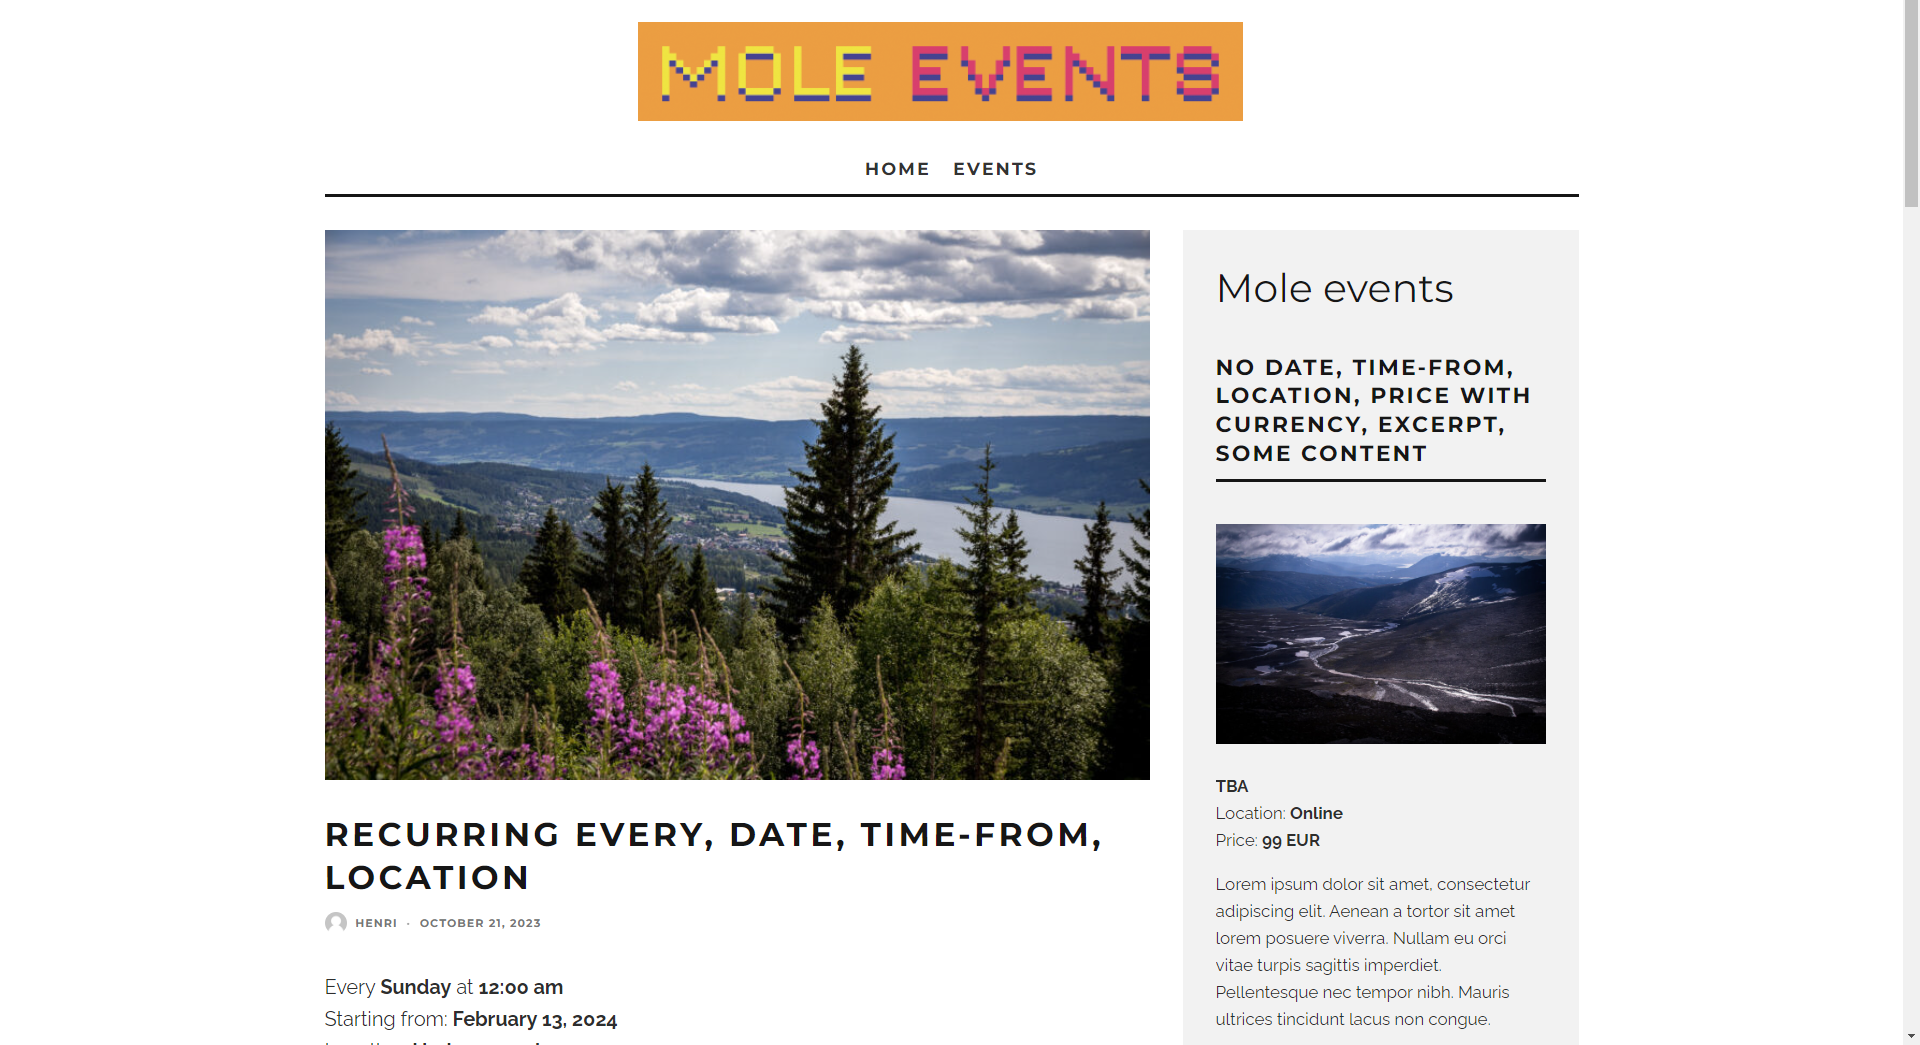 MOLE EVENTS
HOME EVENTS
RECURRING EVERY, DATE, TIME-FROM,
LOCATION
HENRI · OCTOBER 21, 2023
Every Sunday at 12:00 am
Starting from: February 13, 2024
Mole events
NO DATE, TIME-FROM,
LOCATION, PRICE WITH
CURRENCY, EXCERPT,
SOME CONTENT
TBA
Location: Online
Price: 99 EUR
Lorem ipsum dolor sit amet, consectetur
adipiscing elit. Aenean a tortor sit amet
lorem posuere viverra. Nullam eu orci
vitae turpis sagittis imperdiet.
Pellentesque nec tempor nibh. Mauris
ultrices tincidunt lacus non congue.